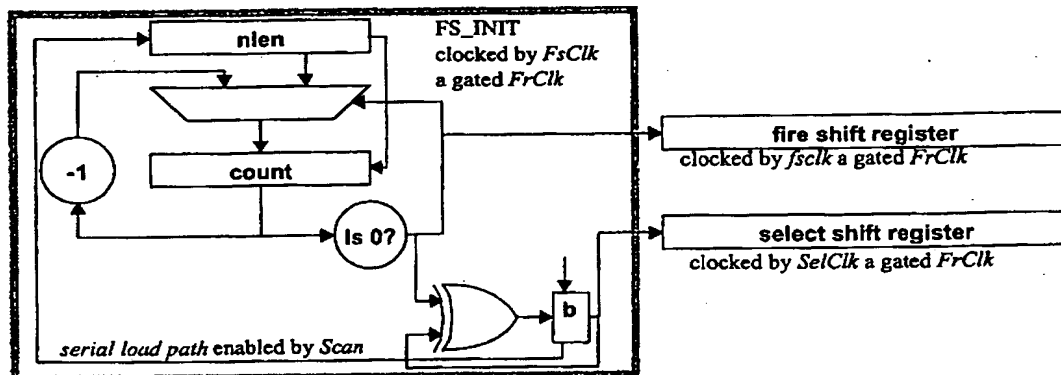 nlen
FS_INIT
clocked by FsClk
a gated FrClk
fire shift register
clocked by fsclk a gated FrClk
-1
count
Is 0?
select shift register
clocked by SelClk a gated FrClk
b
serial load path enabled by Scan